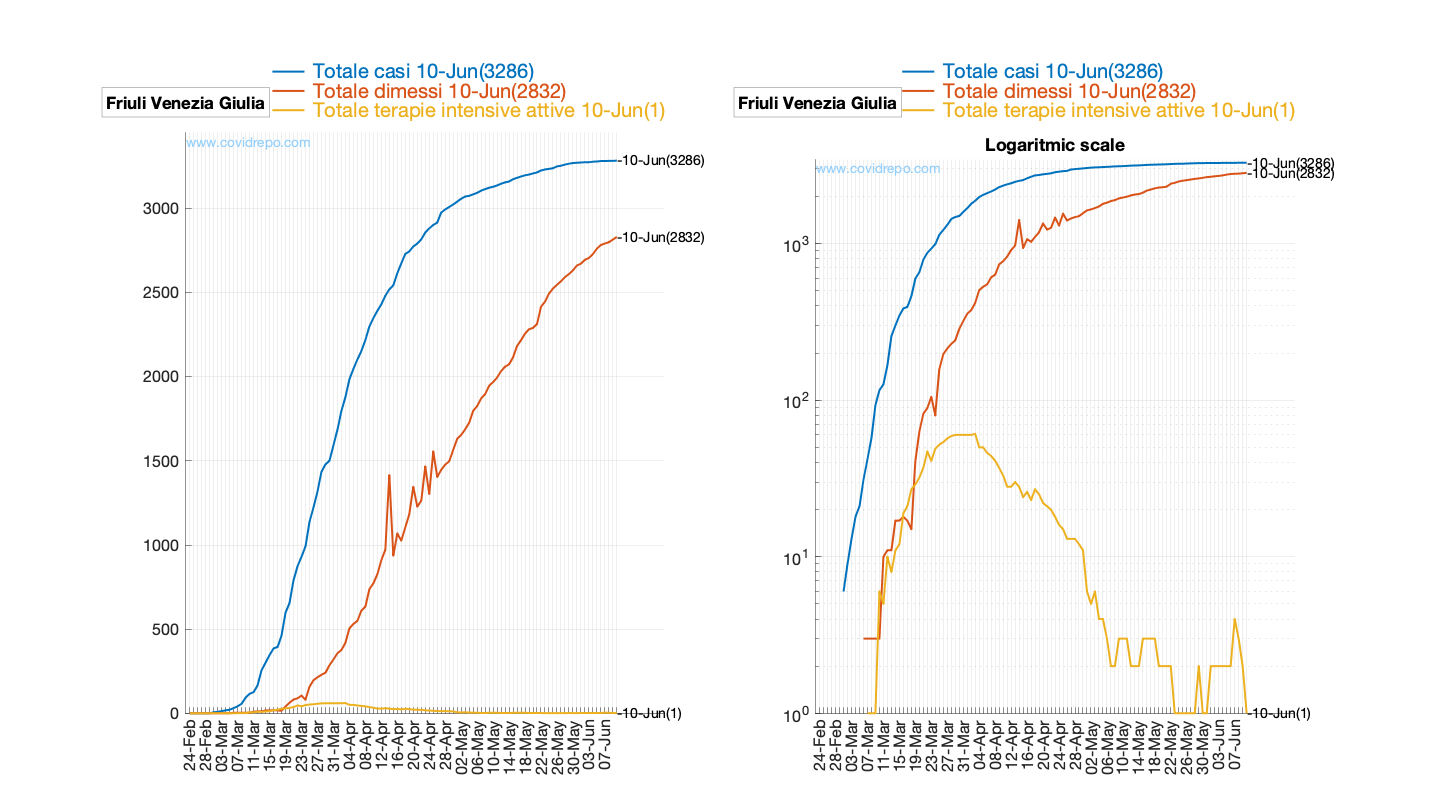 Totale casi 10-Jun(3286)
Totale dimessi 10-Jun(2832)
Totale terapie intensive attive 10-Jun(1)
Friuli Venezia Giulia
www.covidrepo.com
-10-Jun(3286)
-10-Jun(2832)
-10-Jun(1)
3000
2500
2000
1500
1000
500
0
24-Feb
28-Feb
03-Mar
07-Mar
11-Mar
15-Mar
19-Mar
23-Mar
27-Mar
31-Mar
04-Apr
08-Apr
12-Apr
16-Apr
20-Apr
24-Apr
28-Apr
02-May
06-May
10-May
14-May
18-May
22-May
26-May
30-May
03-Jun
07-Jun
Totale casi 10-Jun(3286)
Totale dimessi 10-Jun(2832)
Totale terapie intensive attive 10-Jun(1)
Friuli Venezia Giulia
Logaritmic scale
www.covidrepo.com
-10-Jun(3286)
-10-Jun(2832)
-10-Jun(1)
10³
10²
10¹
10⁰
24-Feb
28-Feb
03-Mar
07-Mar
11-Mar
15-Mar
19-Mar
23-Mar
27-Mar
31-Mar
04-Apr
08-Apr
12-Apr
16-Apr
20-Apr
24-Apr
28-Apr
02-May
06-May
10-May
14-May
18-May
22-May
26-May
30-May
03-Jun
07-Jun